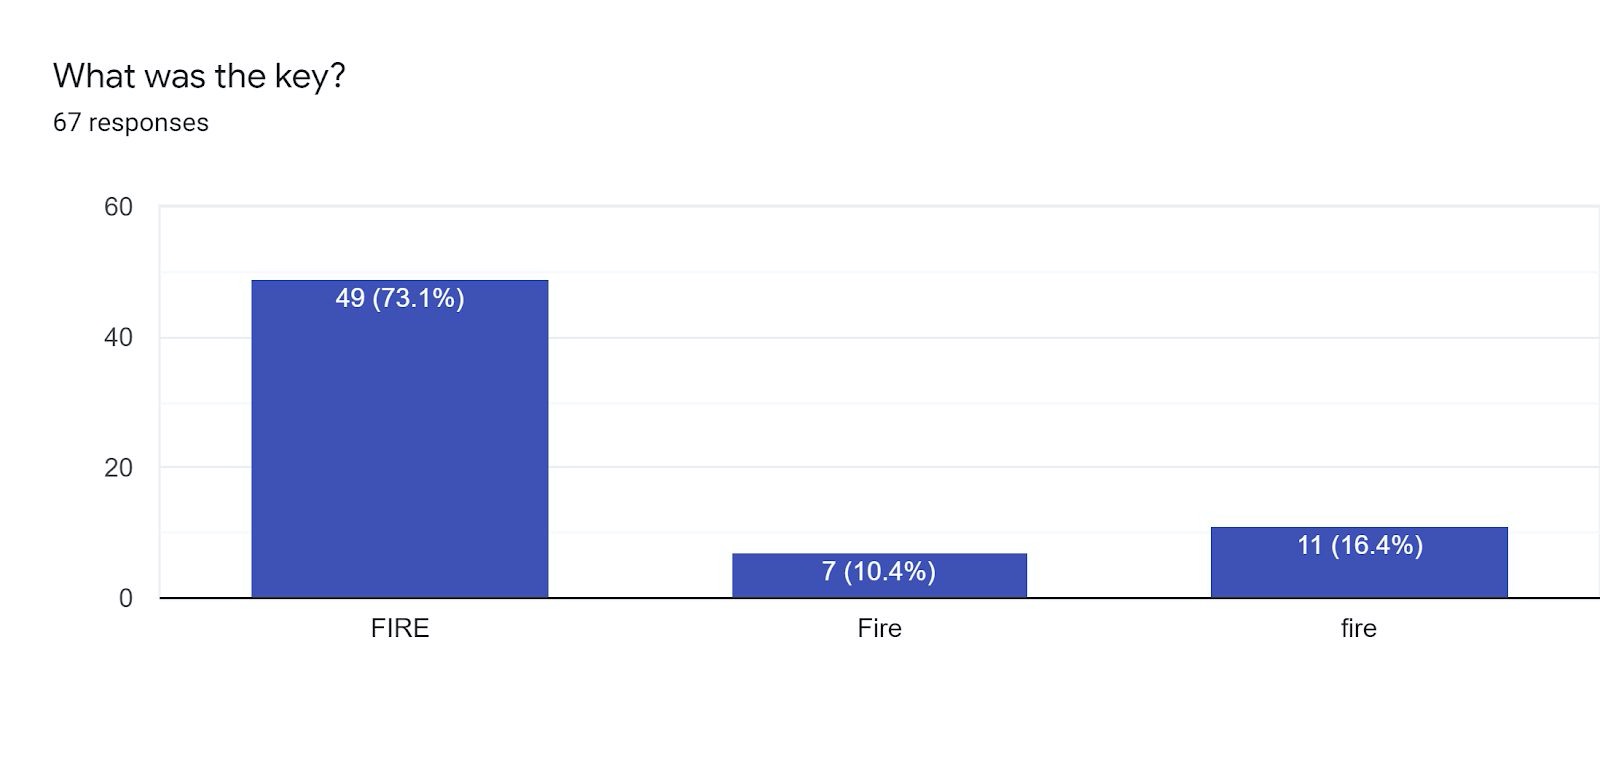 What was the key?
67 responses
60
40
20
0
49 (73.1%)
7 (10.4%)
11 (16.4%)
FIRE
Fire
fire